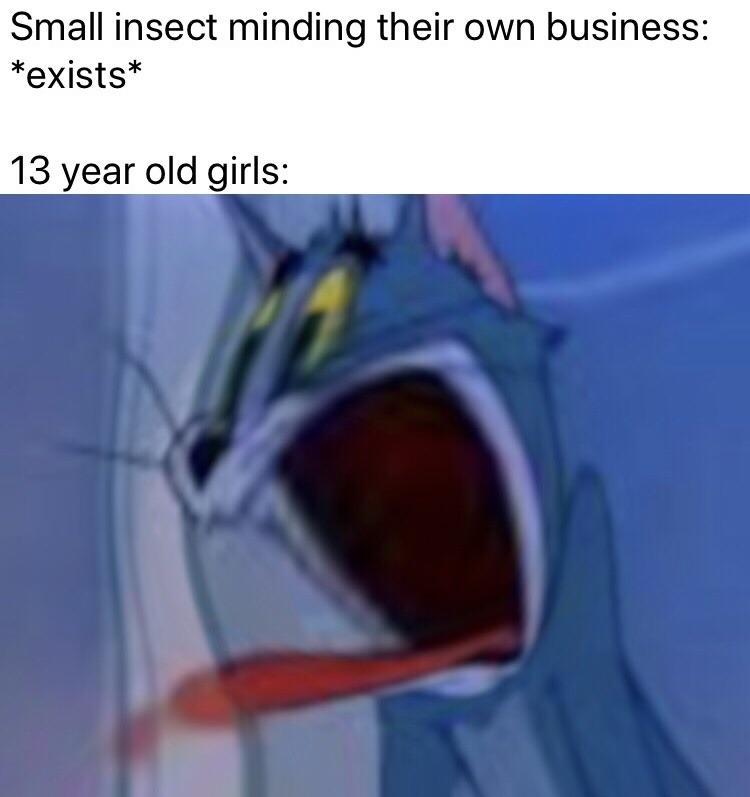 Small insect minding their own business:
*exists*
13 year old girls: